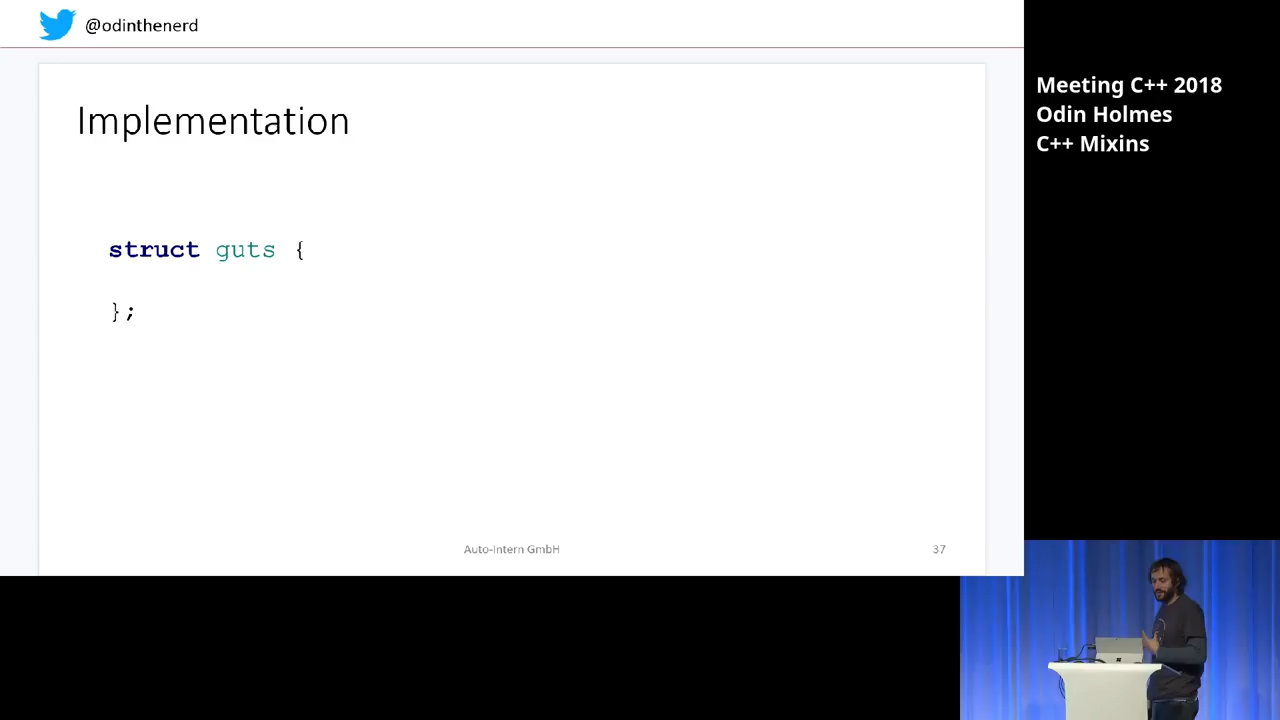 @odinthenerd
Implementation
struct guts {
};
Auto-Intern GmbH
37
Meeting C++ 2018
Odin Holmes
C++ Mixins